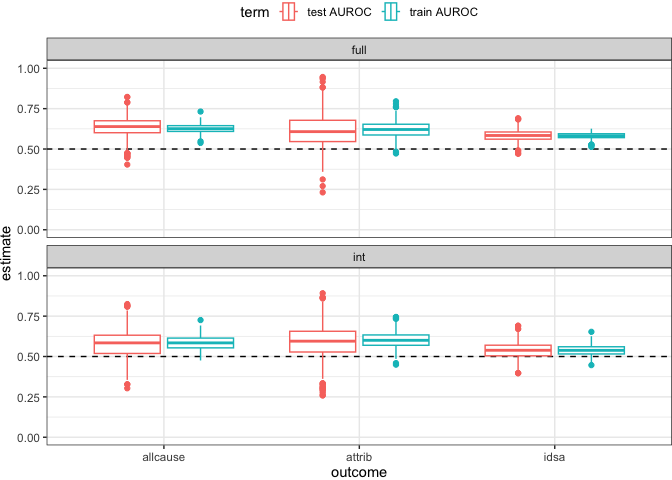 term test AUROC train AUROC
full
1.00
0.75
0.50
0.25
0.00
estimate
int
1.00
0.75
0.50
0.25
0.00
allcause attrib idsa
outcome